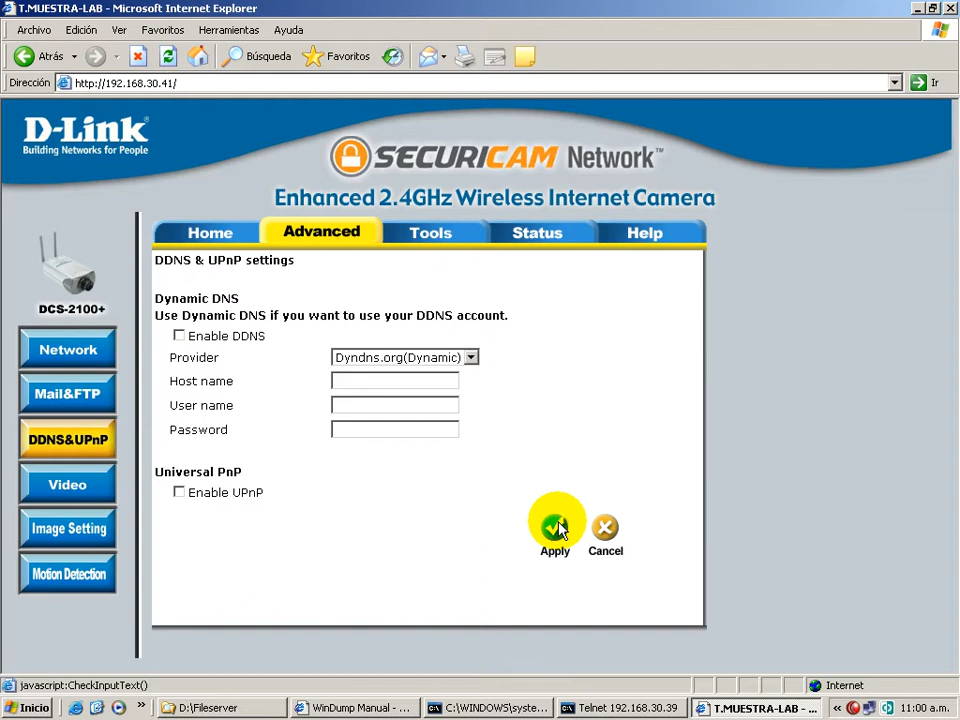 T.MUESTRA-LAB - Microsoft Internet Explorer
Archivo Edición Ver Favoritos Herramientas Ayuda
Atrás Búsqueda Favoritos
Dirección http://192.168.30.41/ Ir
D-Link
Building Networks for People
SECURICAM Network™
Enhanced 2.4GHz Wireless Internet Camera
Home Advanced Tools Status Help
DCS-2100+
Network
Mail&FTP
DDNS&UPnP
Video
Image Setting
Motion Detection
DDNS & UPnP settings
Dynamic DNS
Use Dynamic DNS if you want to use your DDNS account.
Enable DDNS
Provider Dyndns.org(Dynamic)
Host name
User name
Password
Universal PnP
Enable UPnP
Apply Cancel
javascript:CheckInputText() Internet
Inicio » D:\Fileserver WinDump Manual - ... C:\WINDOWS\syste... Telnet 192.168.30.39 T.MUESTRA-LAB - ... « 11:00 a.m.